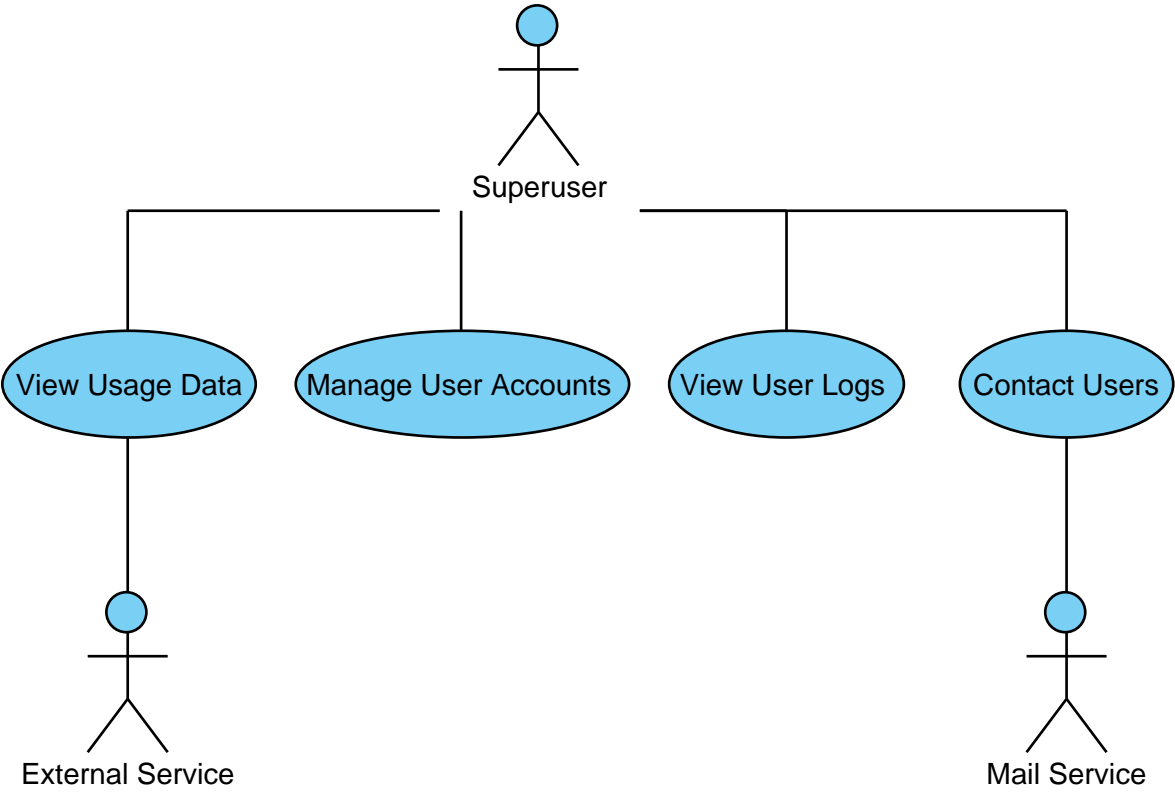 Superuser
View Usage Data
Manage User Accounts
View User Logs
Contact Users
External Service
Mail Service